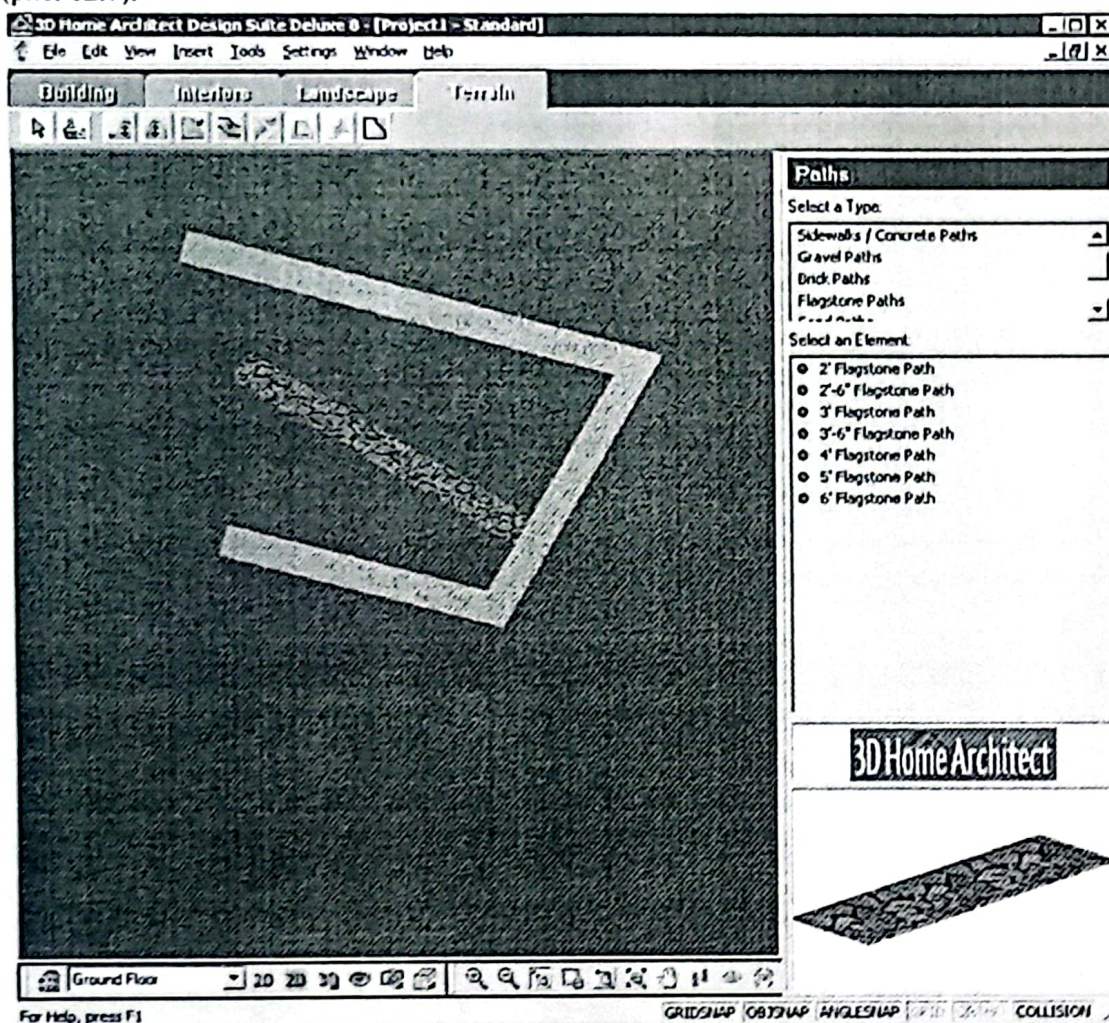 3D Home Architect Design Suite Deluxe 8 - [Project1 - Standard]
File Edit View Insert Tools Settings Window Help
Building Interiors Landscape Terrain
Paths
Select a Type:
Sidewalks / Concrete Paths
Gravel Paths
Brick Paths
Flagstone Paths
Select an Element
2' Flagstone Path
2'-6" Flagstone Path
3' Flagstone Path
3'-6" Flagstone Path
4' Flagstone Path
5' Flagstone Path
6' Flagstone Path
3D Home Architect
Ground Floor 2D 2D 3D
For Help, press F1 GRIDSNAP OBJSNAP ANGLESNAP COLLISION